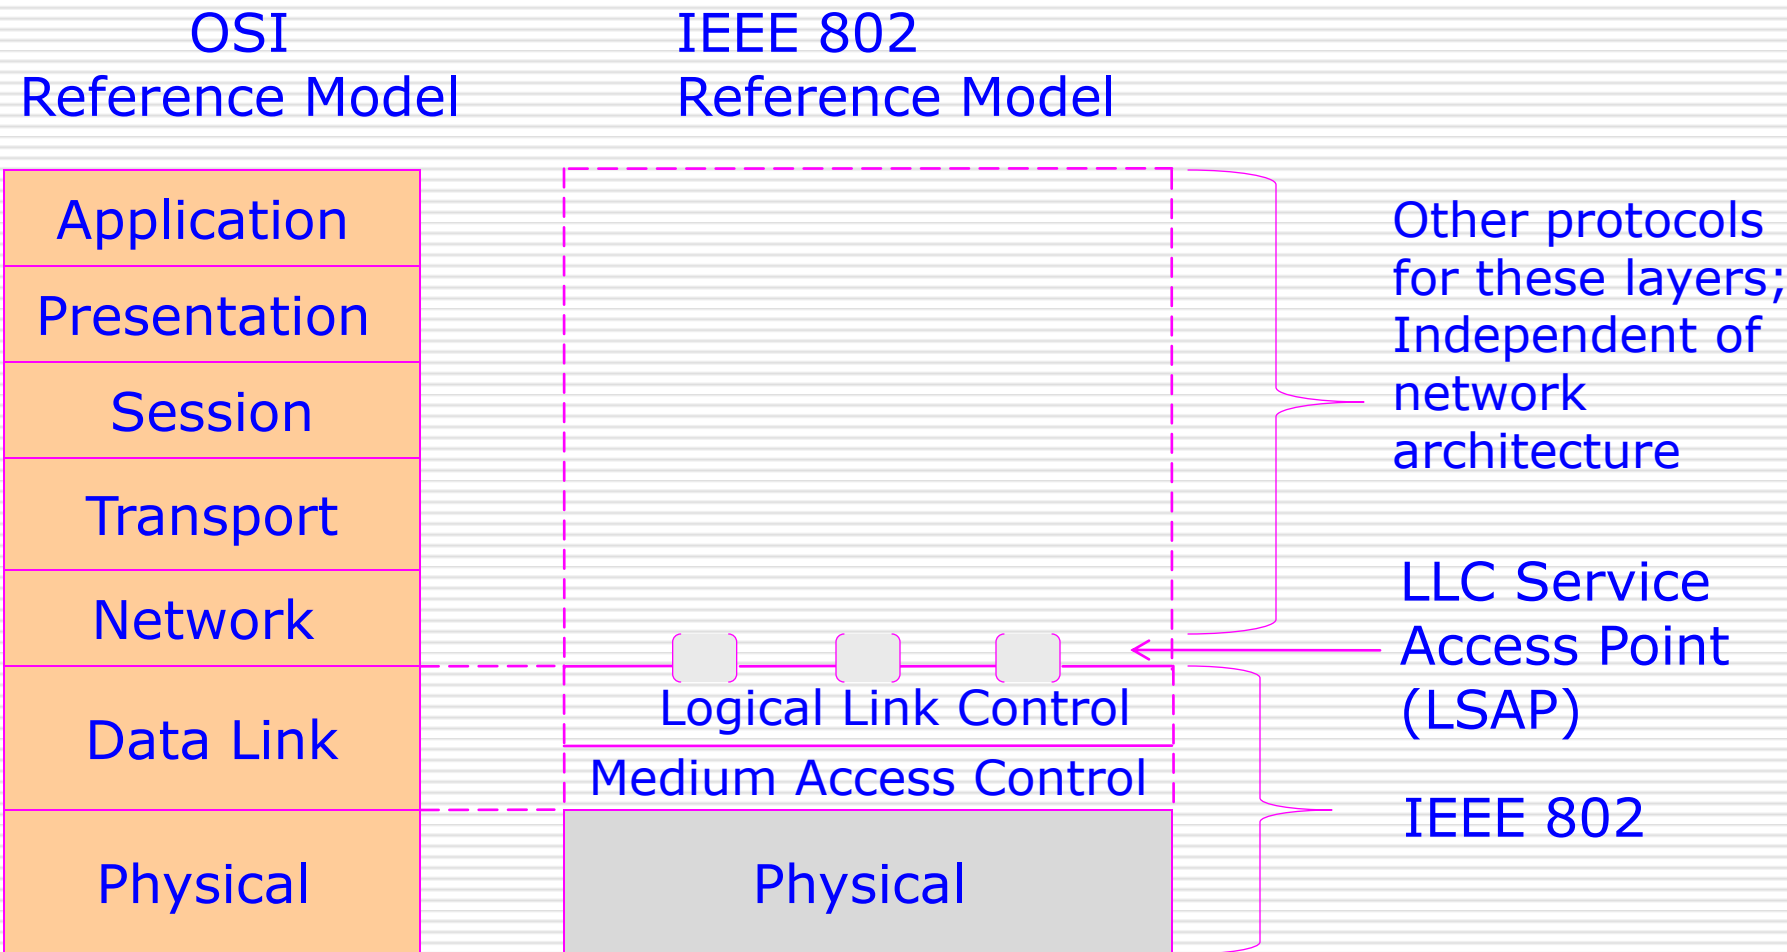 OSI
Reference Model
IEEE 802
Reference Model
Application
Presentation
Session
Transport
Network
Data Link
Physical
Logical Link Control
Medium Access Control
Physical
Other protocols
for these layers;
Independent of
network
architecture
LLC Service
Access Point
(LSAP)
IEEE 802